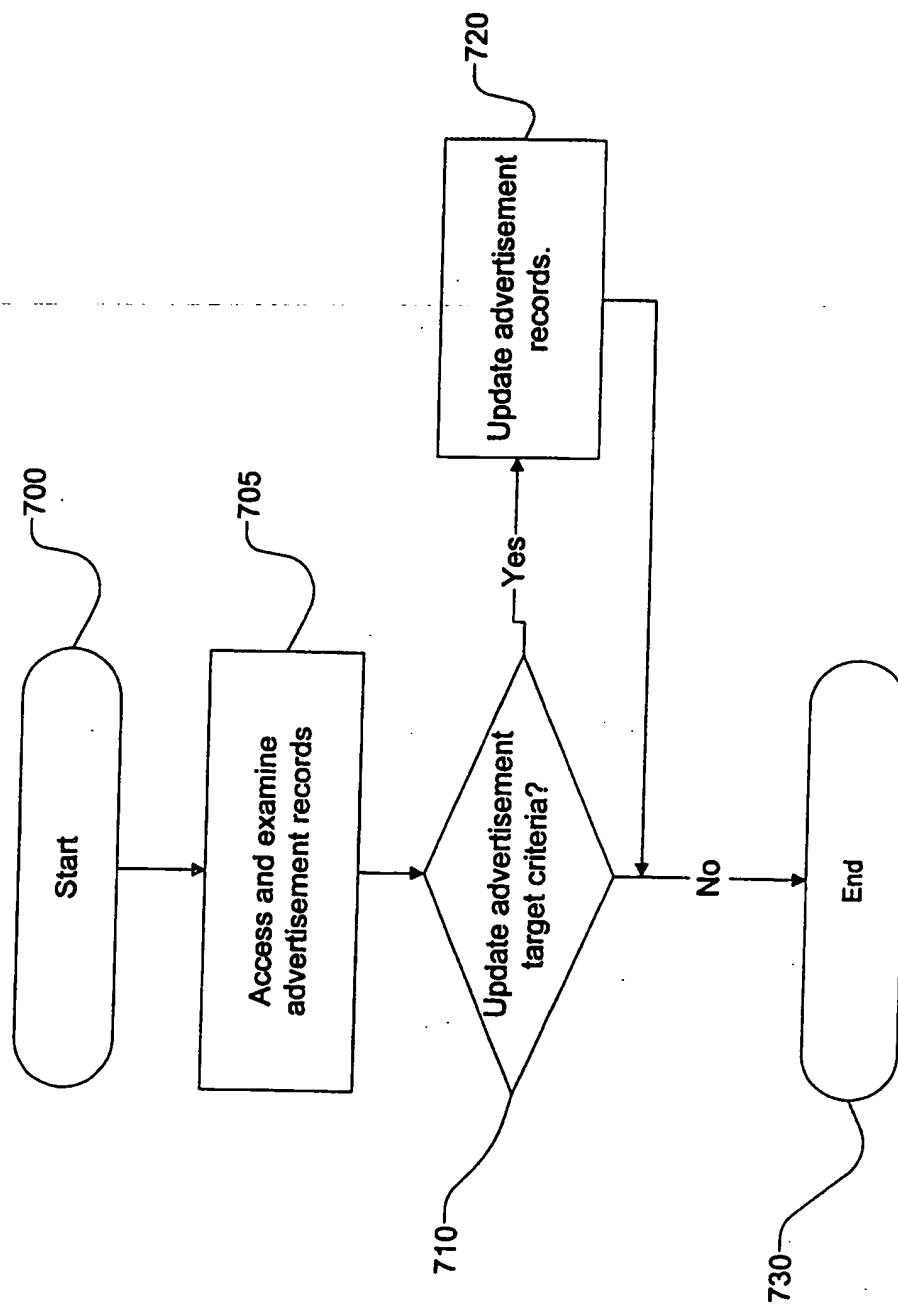 Start
700
Access and examine
advertisement records
705
Update advertisement
target criteria?
710
Yes
Update advertisement
records.
720
No
End
730